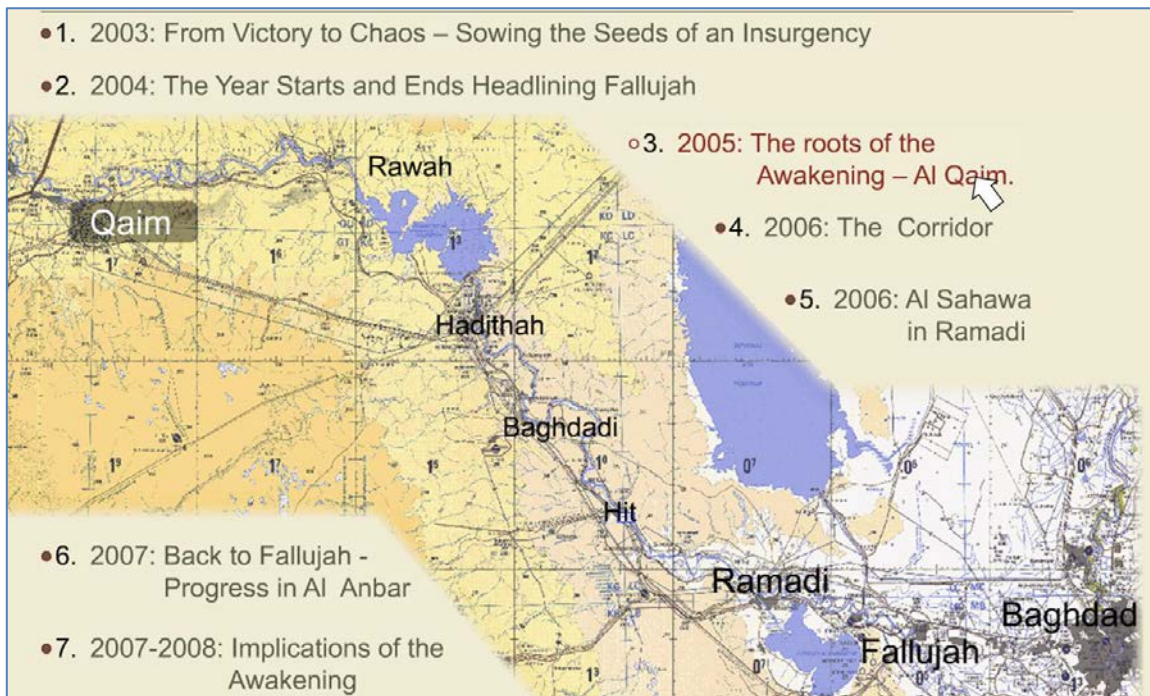 1. 2003: From Victory to Chaos – Sowing the Seeds of an Insurgency
2. 2004: The Year Starts and Ends Headlining Fallujah
3. 2005: The roots of the
Awakening – Al Qaim.
Rawah
Qaim
4. 2006: The Corridor
5. 2006: Al Sahawa
in Ramadi
Hadithah
Baghdadi
Hit
6. 2007: Back to Fallujah -
Progress in Al Anbar
Ramadi
Baghdad
Fallujah
7. 2007-2008: Implications of the
Awakening